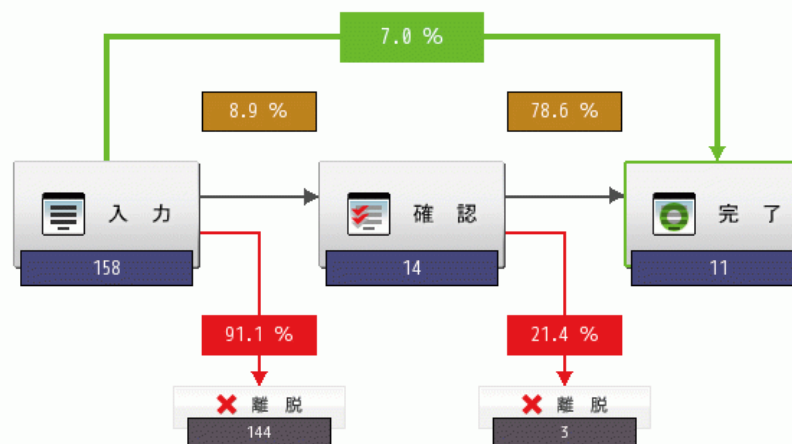 7.0 %
8.9 %
78.6 %
入 力
確 認
完 了
158
14
11
91.1 %
21.4 %
離 脱
離 脱
144
3